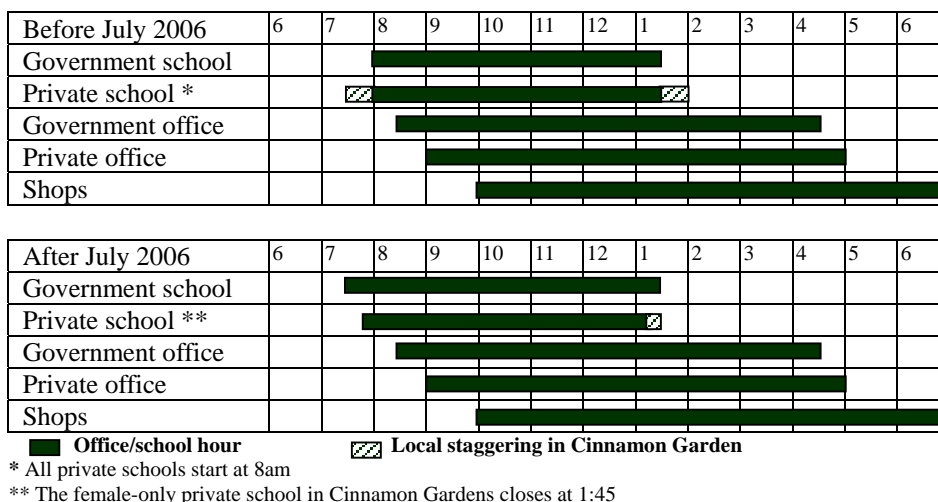 Before July 2006 6 7 8 9 10 11 12 1 2 3 4 5 6
Government school
Private school *
Government office
Private office
Shops
After July 2006 6 7 8 9 10 11 12 1 2 3 4 5 6
Government school
Private school **
Government office
Private office
Shops
Office/school hour Local staggering in Cinnamon Garden
* All private schools start at 8am
** The female-only private school in Cinnamon Gardens closes at 1:45